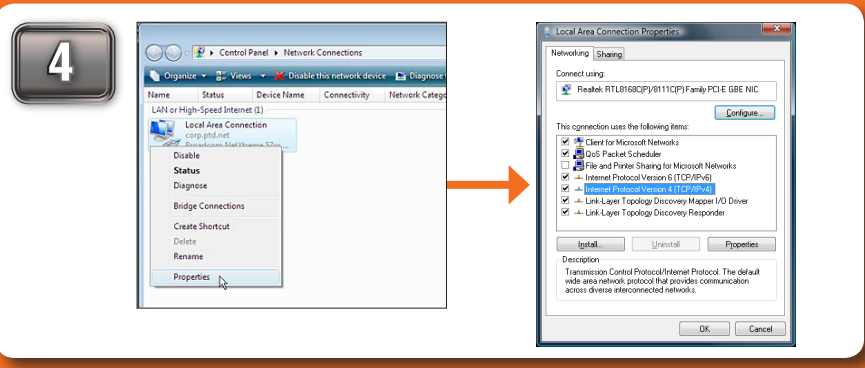 4
Control Panel ▸ Network Connections
Organize Views Disable this network device Diagnose
Name Status Device Name Connectivity Network Catego
LAN or High-Speed Internet (1)
Local Area Connection
corp.ptd.net
Broadcom NetXtreme 57xx
Disable
Status
Diagnose
Bridge Connections
Create Shortcut
Delete
Rename
Properties
Local Area Connection Properties
Networking Sharing
Connect using:
Realtek RTL8168C(P)/8111C(P) Family PCI-E GBE NIC
Configure...
This connection uses the following items:
Client for Microsoft Networks
QoS Packet Scheduler
File and Printer Sharing for Microsoft Networks
Internet Protocol Version 6 (TCP/IPv6)
Internet Protocol Version 4 (TCP/IPv4)
Link-Layer Topology Discovery Mapper I/O Driver
Link-Layer Topology Discovery Responder
Install... Uninstall Properties
Description
Transmission Control Protocol/Internet Protocol. The default
wide area network protocol that provides communication
across diverse interconnected networks.
OK Cancel